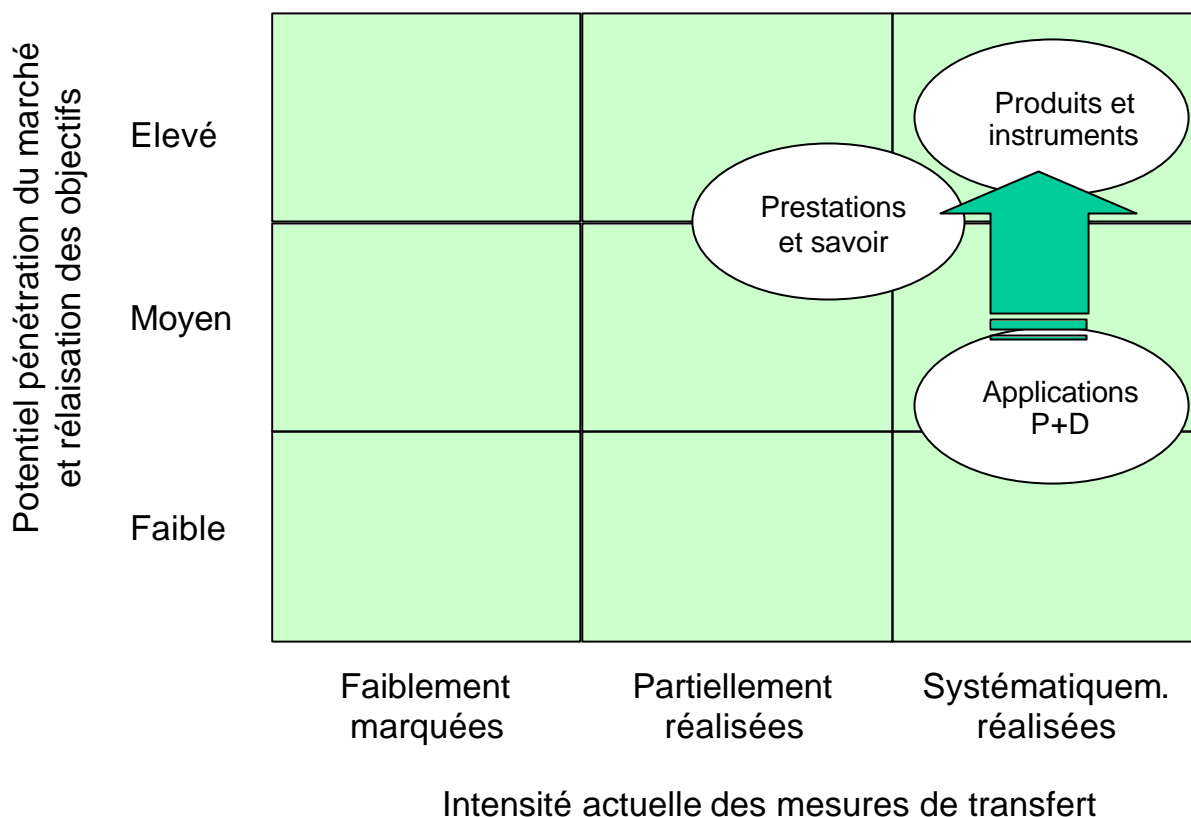 Potentiel pénétration du marché
et rélaisation des objectifs
Elevé
Moyen
Faible
Produits et
instruments
Prestations
et savoir
Applications
P+D
Faiblement
marquées
Partiellement
réalisées
Systématiquem.
réalisées
Intensité actuelle des mesures de transfert